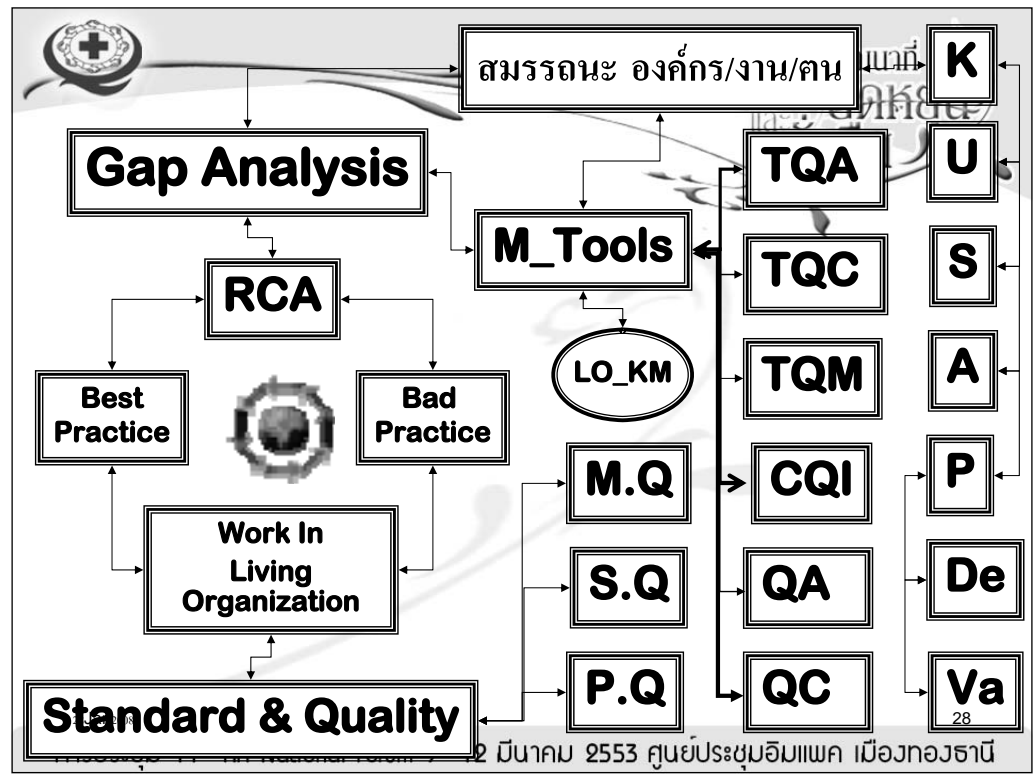 สมรรถนะ องค์กร/งาน/ฅน
K
Gap Analysis
TQA
U
M_Tools
TQC
S
RCA
LO_KM
TQM
A
Best
Practice
Bad
Practice
M.Q
CQI
P
Work In
Living
Organization
S.Q
QA
De
Standard & Quality
P.Q
QC
Va
28
National Forum
12 มีนาคม 2553 ศูนย์ประชุมอิมแพค เมืองทองธานี